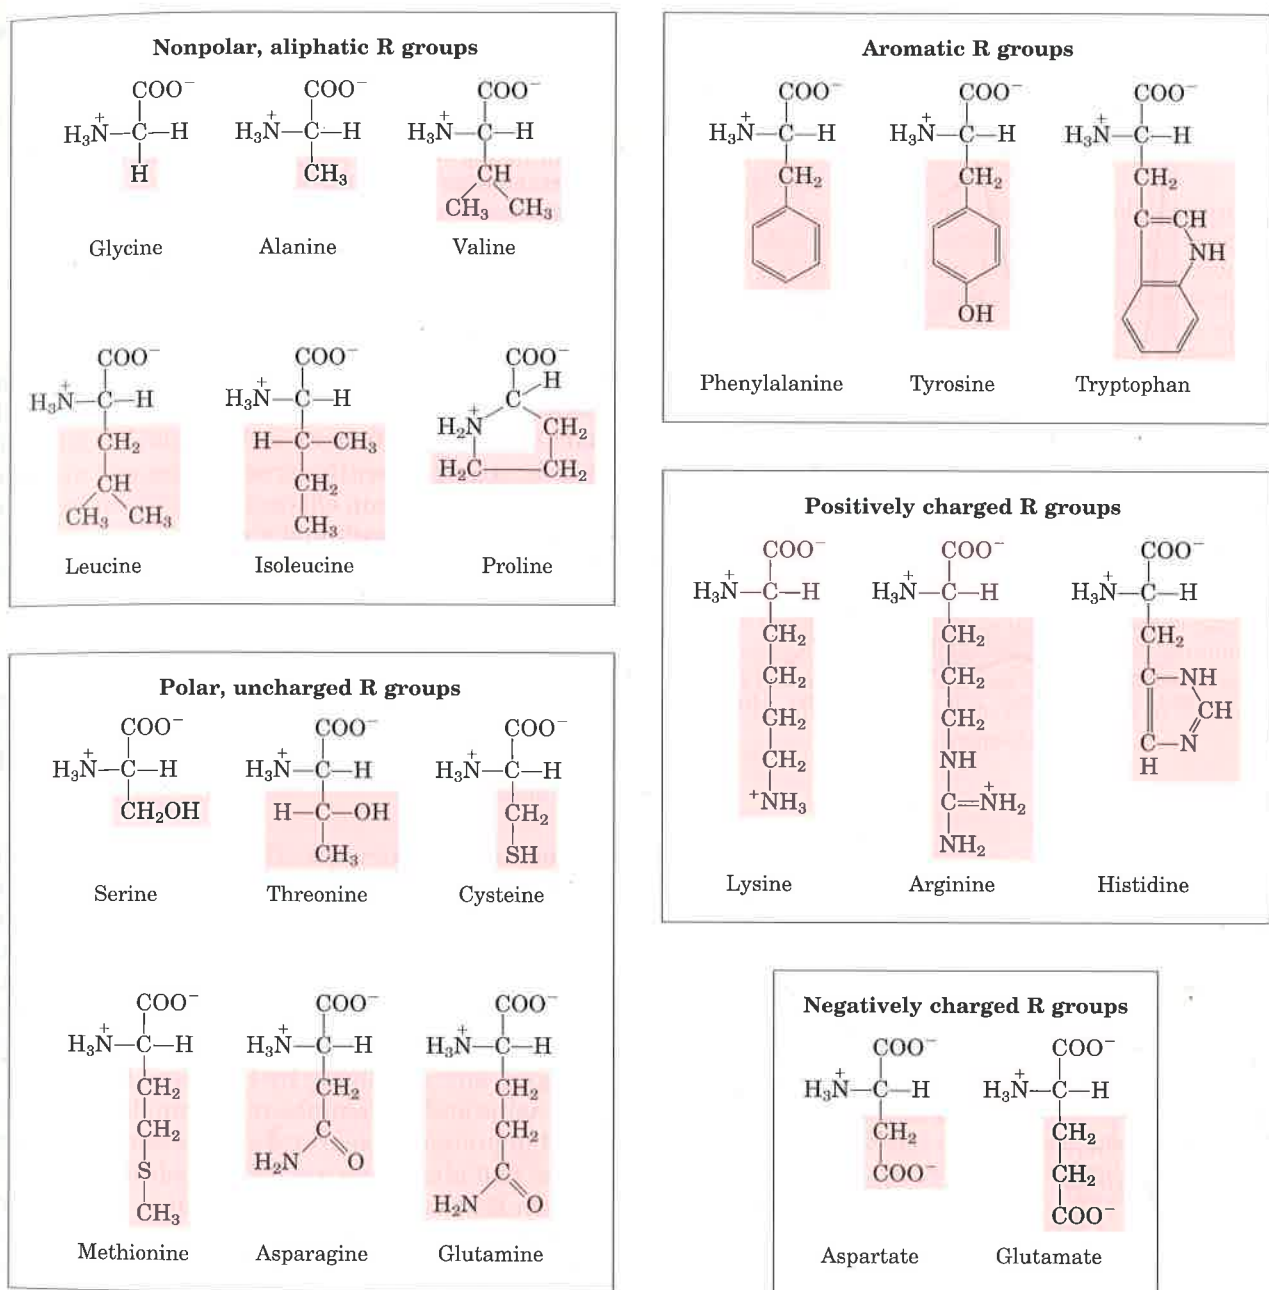 Nonpolar, aliphatic R groups
COO⁻ COO⁻ COO⁻
H₃N⁺—C—H H₃N⁺—C—H H₃N⁺—C—H
H CH₃ CH
CH₃ CH₃
Glycine Alanine Valine
COO⁻ COO⁻ COO⁻
H
H₃N⁺—C—H H₃N⁺—C—H C
CH₂ H—C—CH₃ H₂N⁺ CH₂
CH CH₂ H₂C—CH₂
CH₃ CH₃ CH₃
Leucine Isoleucine Proline
Polar, uncharged R groups
COO⁻ COO⁻ COO⁻
H₃N⁺—C—H H₃N⁺—C—H H₃N⁺—C—H
CH₂OH H—C—OH CH₂
CH₃ SH
Serine Threonine Cysteine
COO⁻ COO⁻ COO⁻
H₃N⁺—C—H H₃N⁺—C—H H₃N⁺—C—H
CH₂ CH₂ CH₂
CH₂ C CH₂
S H₂N O C
CH₃ H₂N O
Methionine Asparagine Glutamine
Aromatic R groups
COO⁻ COO⁻ COO⁻
H₃N⁺—C—H H₃N⁺—C—H H₃N⁺—C—H
CH₂ CH₂ CH₂
C=CH
NH
OH
Phenylalanine Tyrosine Tryptophan
Positively charged R groups
COO⁻ COO⁻ COO⁻
H₃N⁺—C—H H₃N⁺—C—H H₃N⁺—C—H
CH₂ CH₂ CH₂
CH₂ CH₂ C—NH
CH₂ CH₂ CH
CH₂ NH C—N
⁺NH₃ C=N⁺H₂ H
NH₂
Lysine Arginine Histidine
Negatively charged R groups
COO⁻ COO⁻
H₃N⁺—C—H H₃N⁺—C—H
CH₂ CH₂
COO⁻ CH₂
COO⁻
Aspartate Glutamate